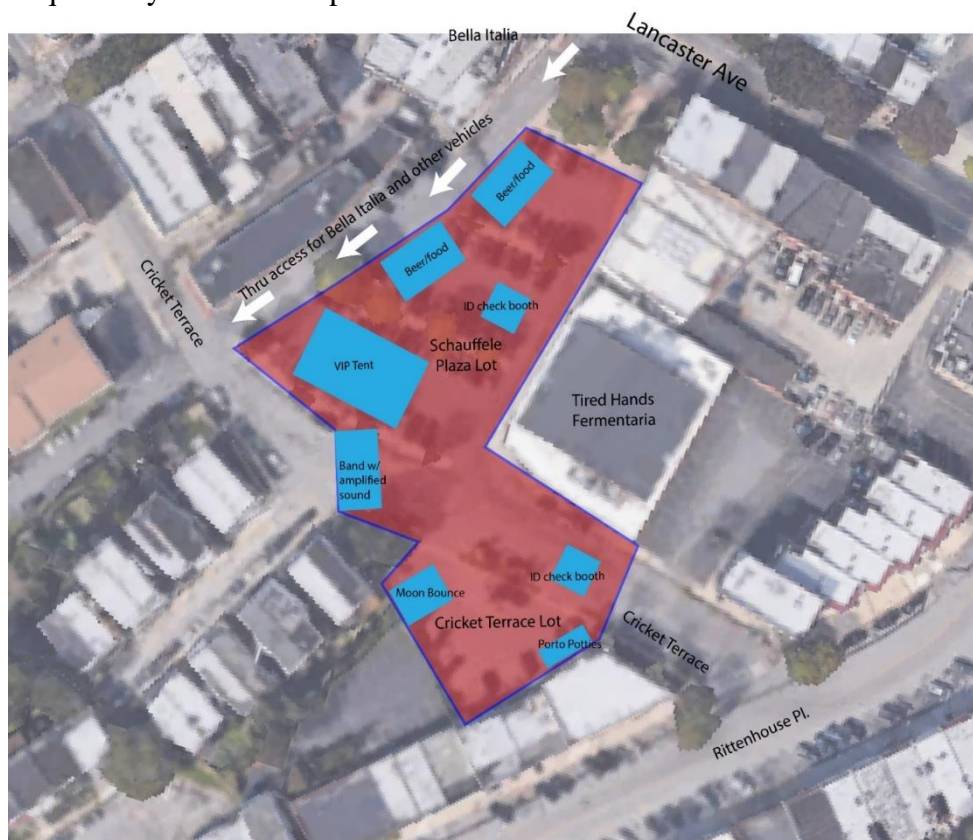 Bella Italia
Lancaster Ave
Thru access for Bella Italia and other vehicles
Beer/food
Beer/food
Cricket Terrace
ID check booth
Schauffele
Plaza Lot
VIP Tent
Tired Hands
Fermentaria
Band w/
amplified
sound
ID check booth
Moon Bounce
Cricket Terrace Lot
Porto Potties
Cricket Terrace
Rittenhouse Pl.